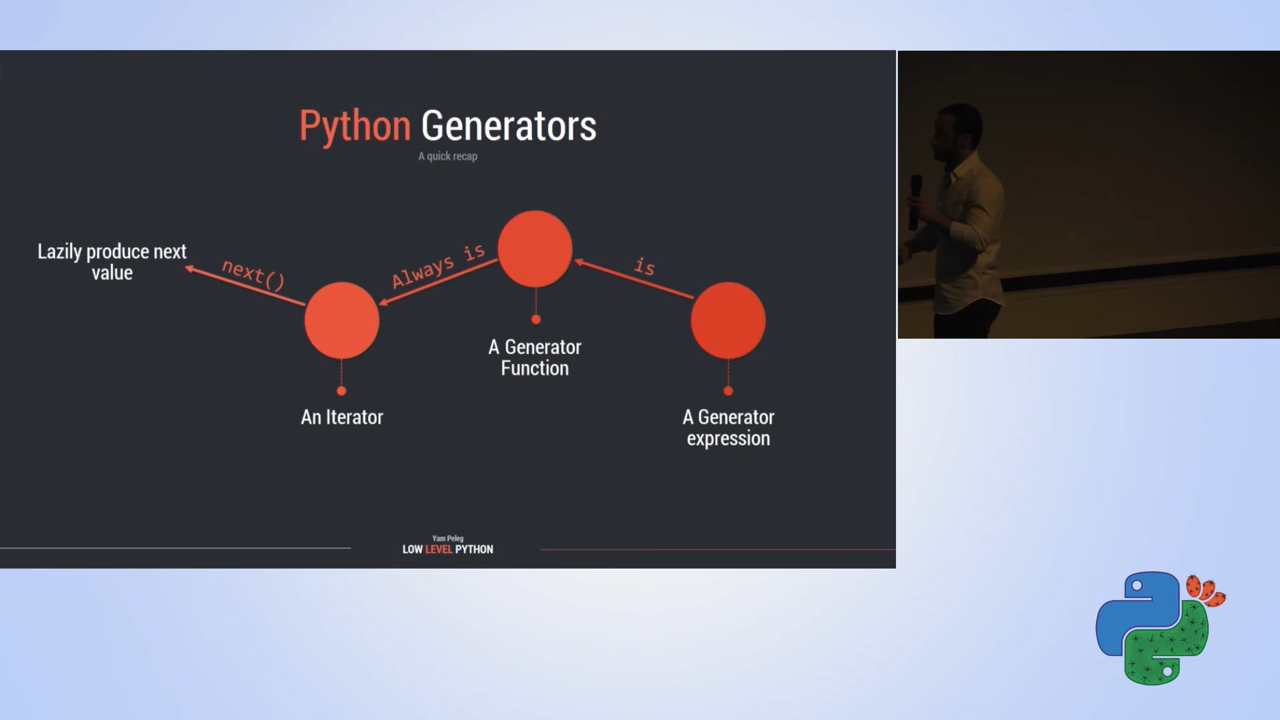 Python Generators
A quick recap
Lazily produce next
value
next()
Always is
is
An Iterator
A Generator
Function
A Generator
expression
Yam Peleg
LOW LEVEL PYTHON